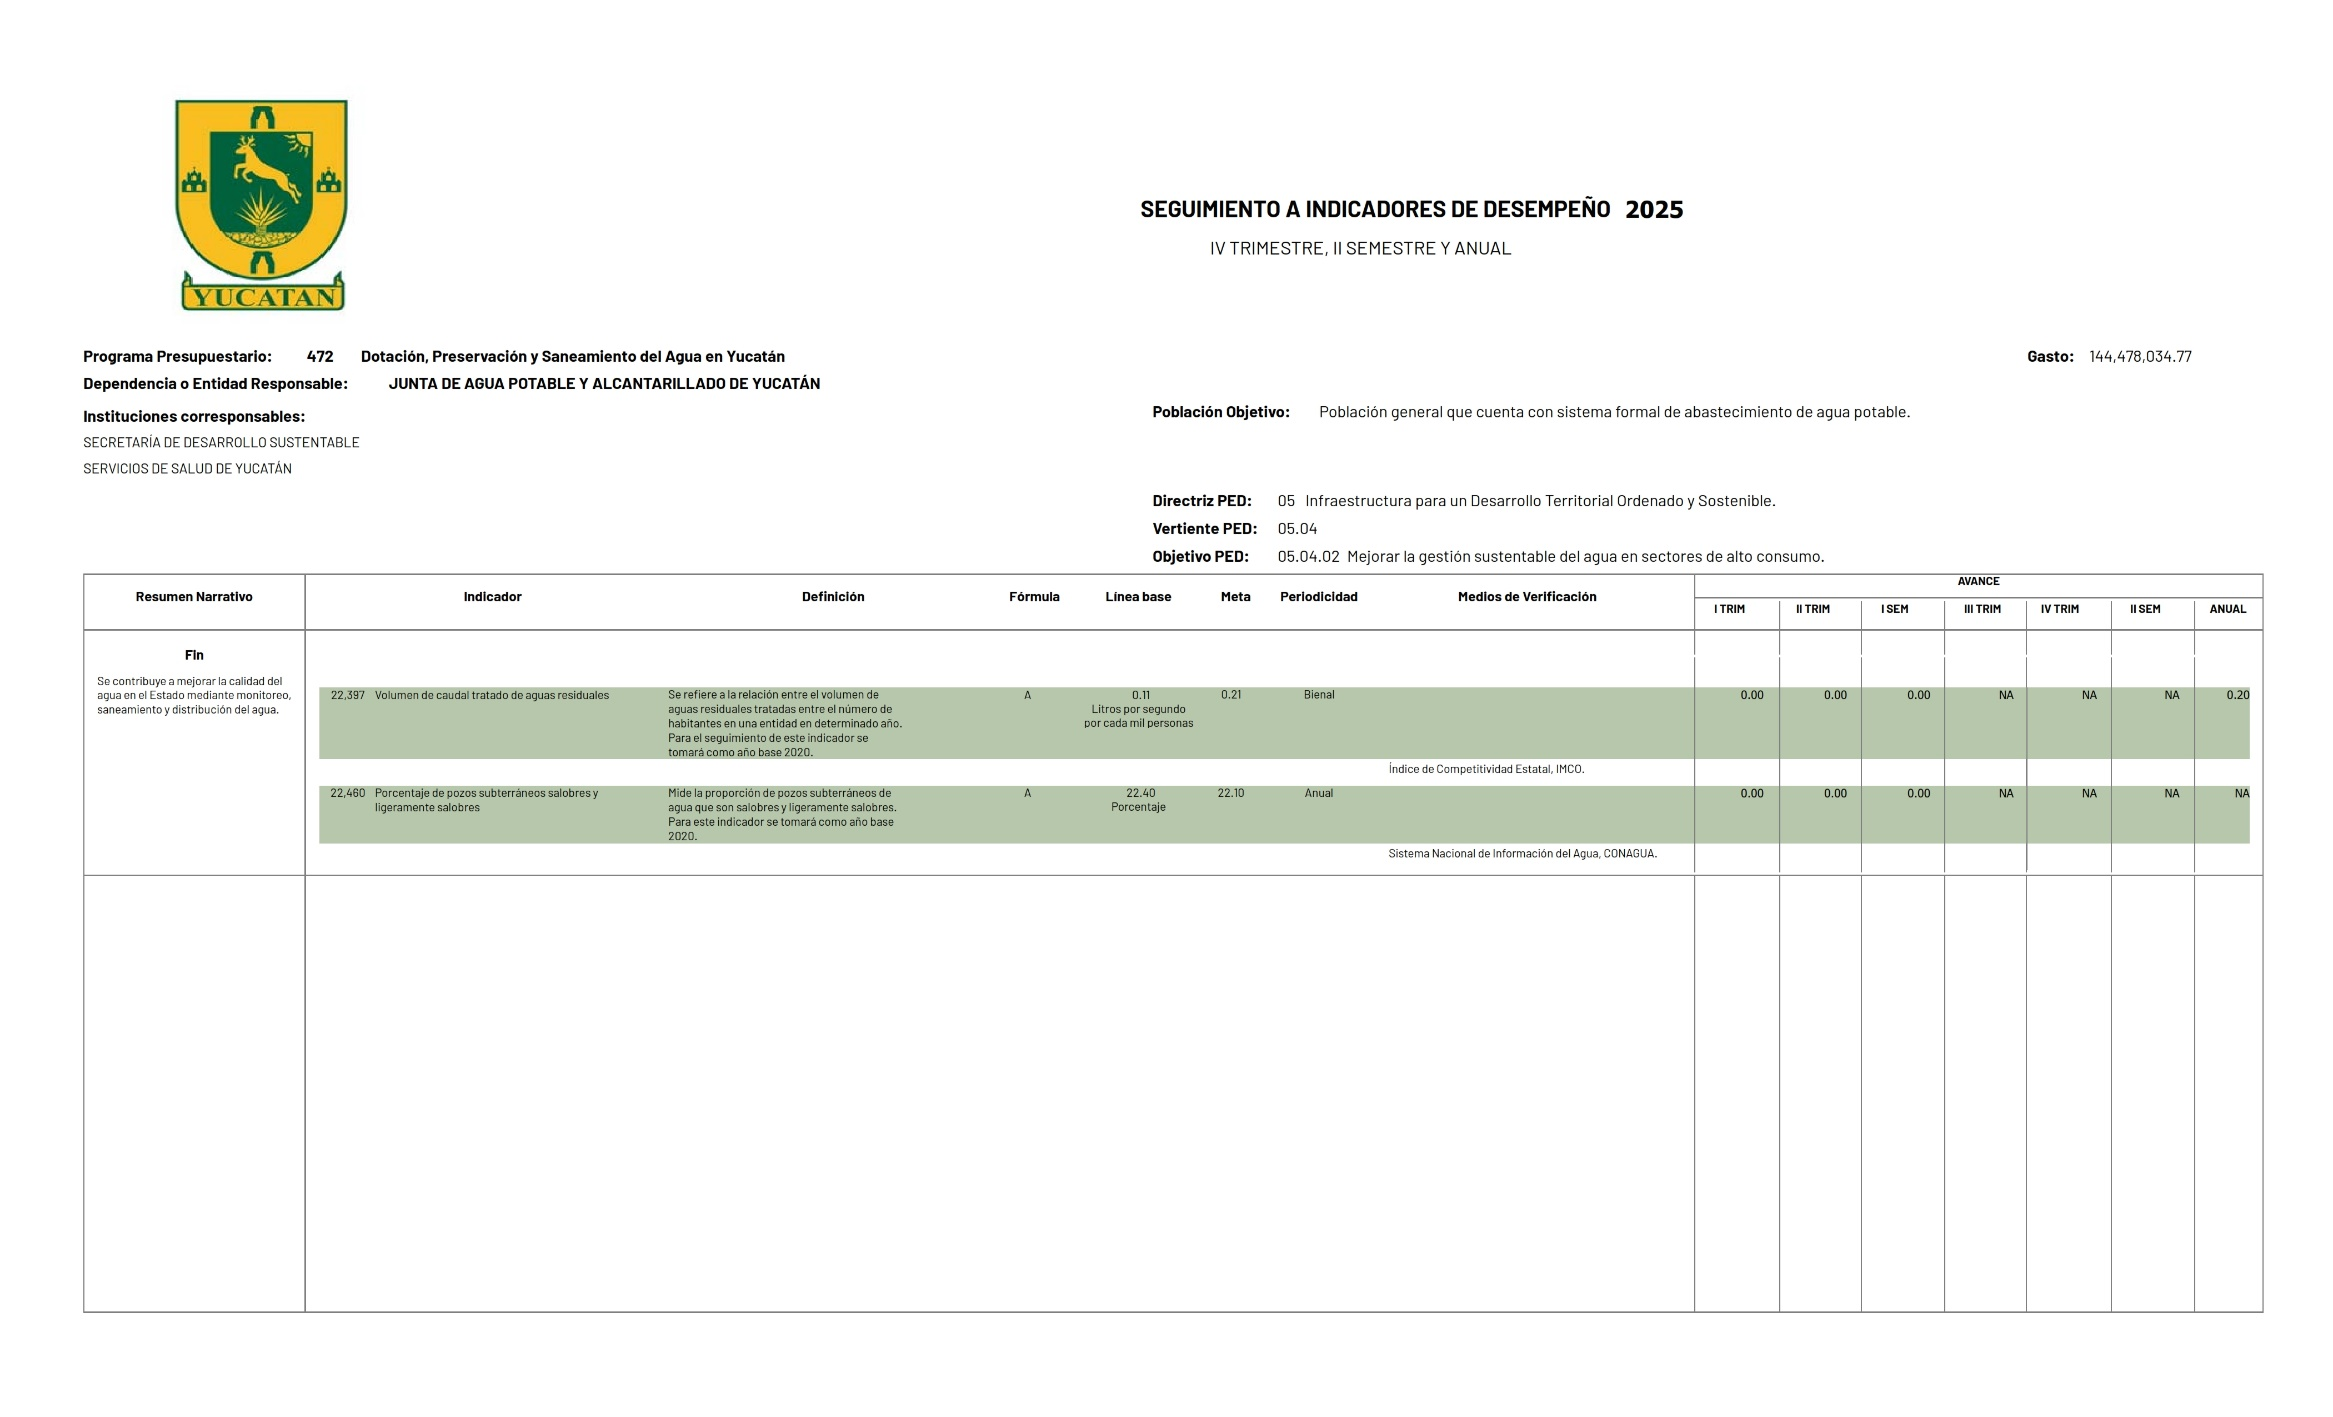 YUCATAN
SEGUIMIENTO A INDICADORES DE DESEMPEÑO 2025
IV TRIMESTRE, II SEMESTRE Y ANUAL
Programa Presupuestario: 472 Dotación, Preservación y Saneamiento del Agua en Yucatán
Gasto: 144,478,034.77
Dependencia o Entidad Responsable: JUNTA DE AGUA POTABLE Y ALCANTARILLADO DE YUCATÁN
Instituciones corresponsables:
SECRETARÍA DE DESARROLLO SUSTENTABLE
SERVICIOS DE SALUD DE YUCATÁN
Población Objetivo: Población general que cuenta con sistema formal de abastecimiento de agua potable.
Directriz PED: 05 Infraestructura para un Desarrollo Territorial Ordenado y Sostenible.
Vertiente PED: 05.04
Objetivo PED: 05.04.02 Mejorar la gestión sustentable del agua en sectores de alto consumo.
Resumen Narrativo Indicador Definición Fórmula Línea base Meta Periodicidad Medios de Verificación AVANCE
I TRIM II TRIM I SEM III TRIM IV TRIM II SEM ANUAL
Fin
Se contribuye a mejorar la calidad del
agua en el Estado mediante monitoreo,
saneamiento y distribución del agua.
22,397 Volumen de caudal tratado de aguas residuales
Se refiere a la relación entre el volumen de
aguas residuales tratadas entre el número de
habitantes en una entidad en determinado año.
Para el seguimiento de este indicador se
tomará como año base 2020.
A
0.11
Litros por segundo
por cada mil personas
0.21
Bienal
0.00 0.00 0.00 NA NA NA 0.20
Índice de Competitividad Estatal, IMCO.
22,460 Porcentaje de pozos subterráneos salobres y
ligeramente salobres
Mide la proporción de pozos subterráneos de
agua que son salobres y ligeramente salobres.
Para este indicador se tomará como año base
2020.
A
22.40
Porcentaje
22.10
Anual
0.00 0.00 0.00 NA NA NA NA
Sistema Nacional de Información del Agua, CONAGUA.